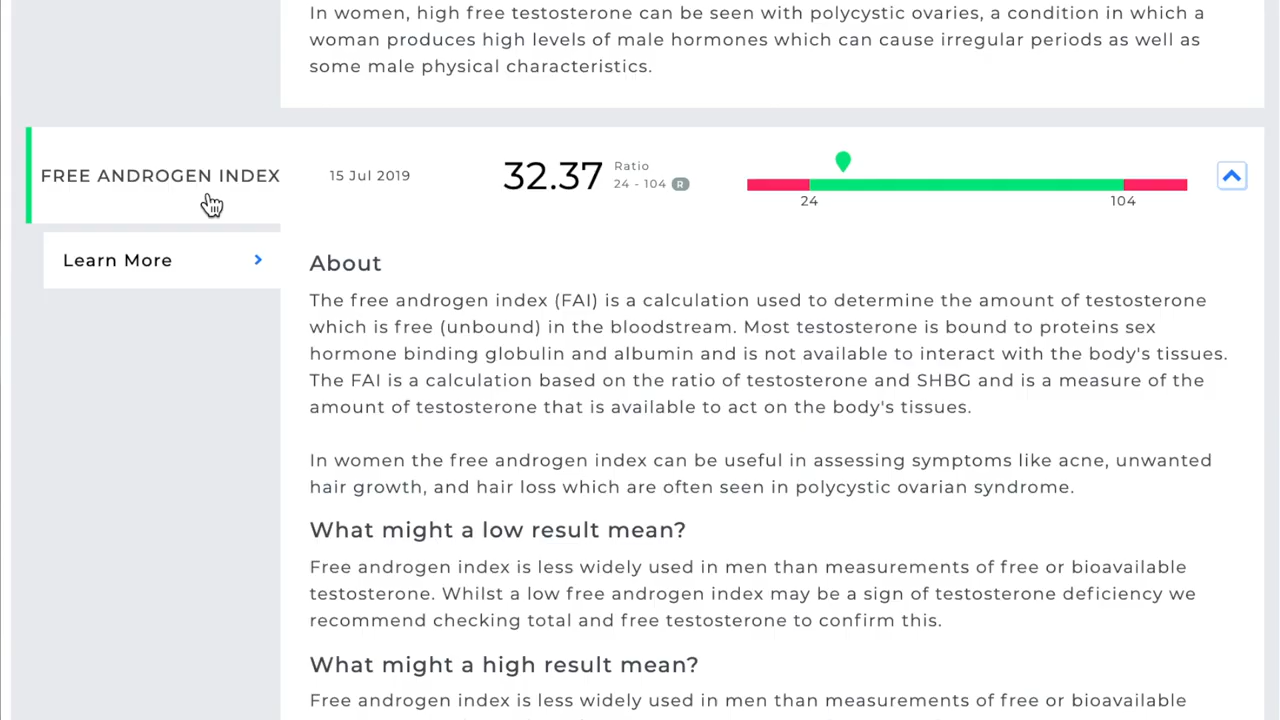 In women, high free testosterone can be seen with polycystic ovaries, a condition in which a
woman produces high levels of male hormones which can cause irregular periods as well as
some male physical characteristics.
FREE ANDROGEN INDEX
15 Jul 2019
32.37
Ratio
24 - 104 R
24
104
Learn More
About
The free androgen index (FAI) is a calculation used to determine the amount of testosterone
which is free (unbound) in the bloodstream. Most testosterone is bound to proteins sex
hormone binding globulin and albumin and is not available to interact with the body's tissues.
The FAI is a calculation based on the ratio of testosterone and SHBG and is a measure of the
amount of testosterone that is available to act on the body's tissues.
In women the free androgen index can be useful in assessing symptoms like acne, unwanted
hair growth, and hair loss which are often seen in polycystic ovarian syndrome.
What might a low result mean?
Free androgen index is less widely used in men than measurements of free or bioavailable
testosterone. Whilst a low free androgen index may be a sign of testosterone deficiency we
recommend checking total and free testosterone to confirm this.
What might a high result mean?
Free androgen index is less widely used in men than measurements of free or bioavailable